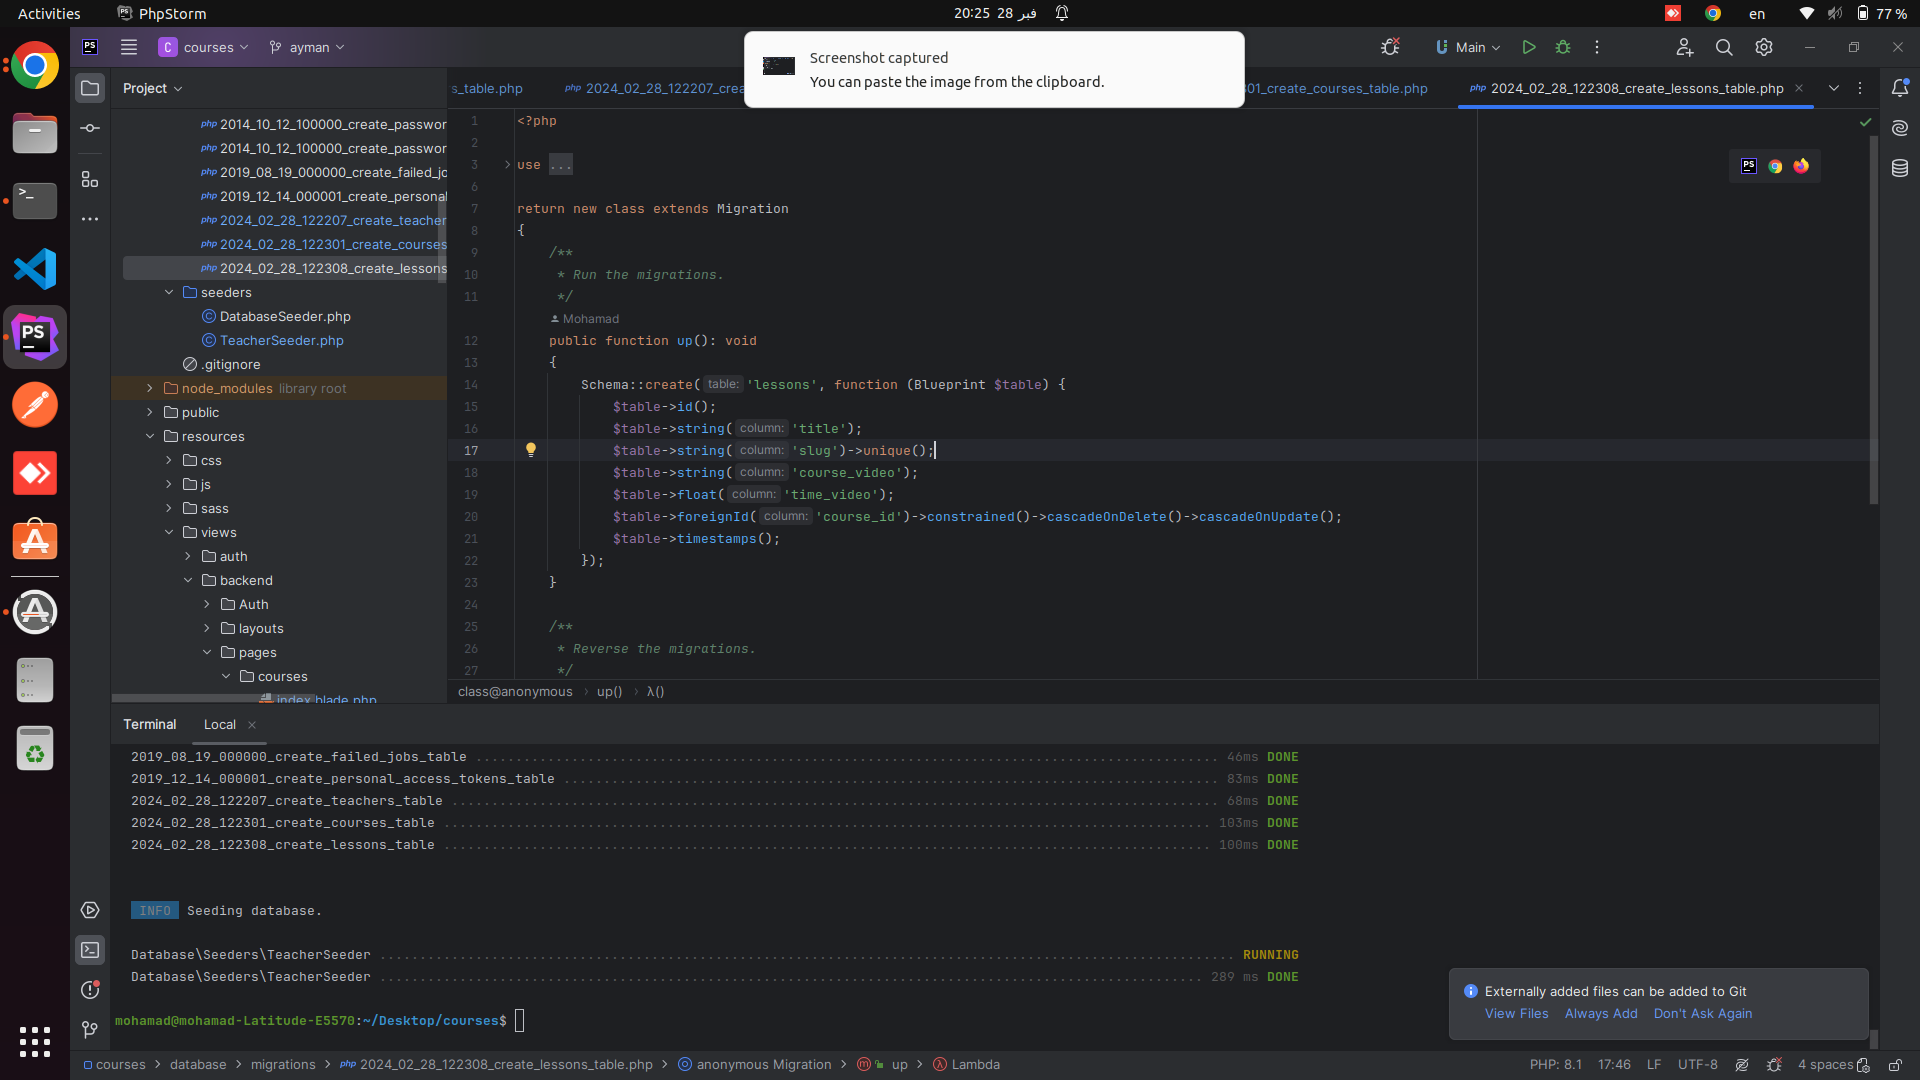 Activities
PhpStorm
20:25 28 فبر
en
77 %
courses
ayman
Main
Screenshot captured
You can paste the image from the clipboard.
Project
s_table.php
2024_02_28_122207_crea
01_create_courses_table.php
2024_02_28_122308_create_lessons_table.php
php 2014_10_12_100000_create_passwor
php 2014_10_12_100000_create_passwor
php 2019_08_19_000000_create_failed_jo
php 2019_12_14_000001_create_personal
php 2024_02_28_122207_create_teacher
php 2024_02_28_122301_create_courses
php 2024_02_28_122308_create_lessons
seeders
DatabaseSeeder.php
TeacherSeeder.php
.gitignore
node_modules library root
public
resources
css
js
sass
views
auth
backend
Auth
layouts
pages
courses
index.blade.php
1 <?php
2
3 use ...
6
7 return new class extends Migration
8 {
9 /**
10 * Run the migrations.
11 */
Mohamad
12 public function up(): void
13 {
14 Schema::create( table: 'lessons', function (Blueprint $table) {
15 $table->id();
16 $table->string( column: 'title');
17 $table->string( column: 'slug')->unique();
18 $table->string( column: 'course_video');
19 $table->float( column: 'time_video');
20 $table->foreignId( column: 'course_id')->constrained()->cascadeOnDelete()->cascadeOnUpdate();
21 $table->timestamps();
22 });
23 }
24
25 /**
26 * Reverse the migrations.
27 */
class@anonymous > up() > λ()
Terminal Local
2019_08_19_000000_create_failed_jobs_table 46ms DONE
2019_12_14_000001_create_personal_access_tokens_table 83ms DONE
2024_02_28_122207_create_teachers_table 68ms DONE
2024_02_28_122301_create_courses_table 103ms DONE
2024_02_28_122308_create_lessons_table 100ms DONE
INFO Seeding database.
Database\Seeders\TeacherSeeder RUNNING
Database\Seeders\TeacherSeeder 289 ms DONE
mohamad@mohamad-Latitude-E5570:~/Desktop/courses$
Externally added files can be added to Git
View Files Always Add Don't Ask Again
courses > database > migrations > php 2024_02_28_122308_create_lessons_table.php > anonymous Migration > up > Lambda
PHP: 8.1 17:46 LF UTF-8 4 spaces